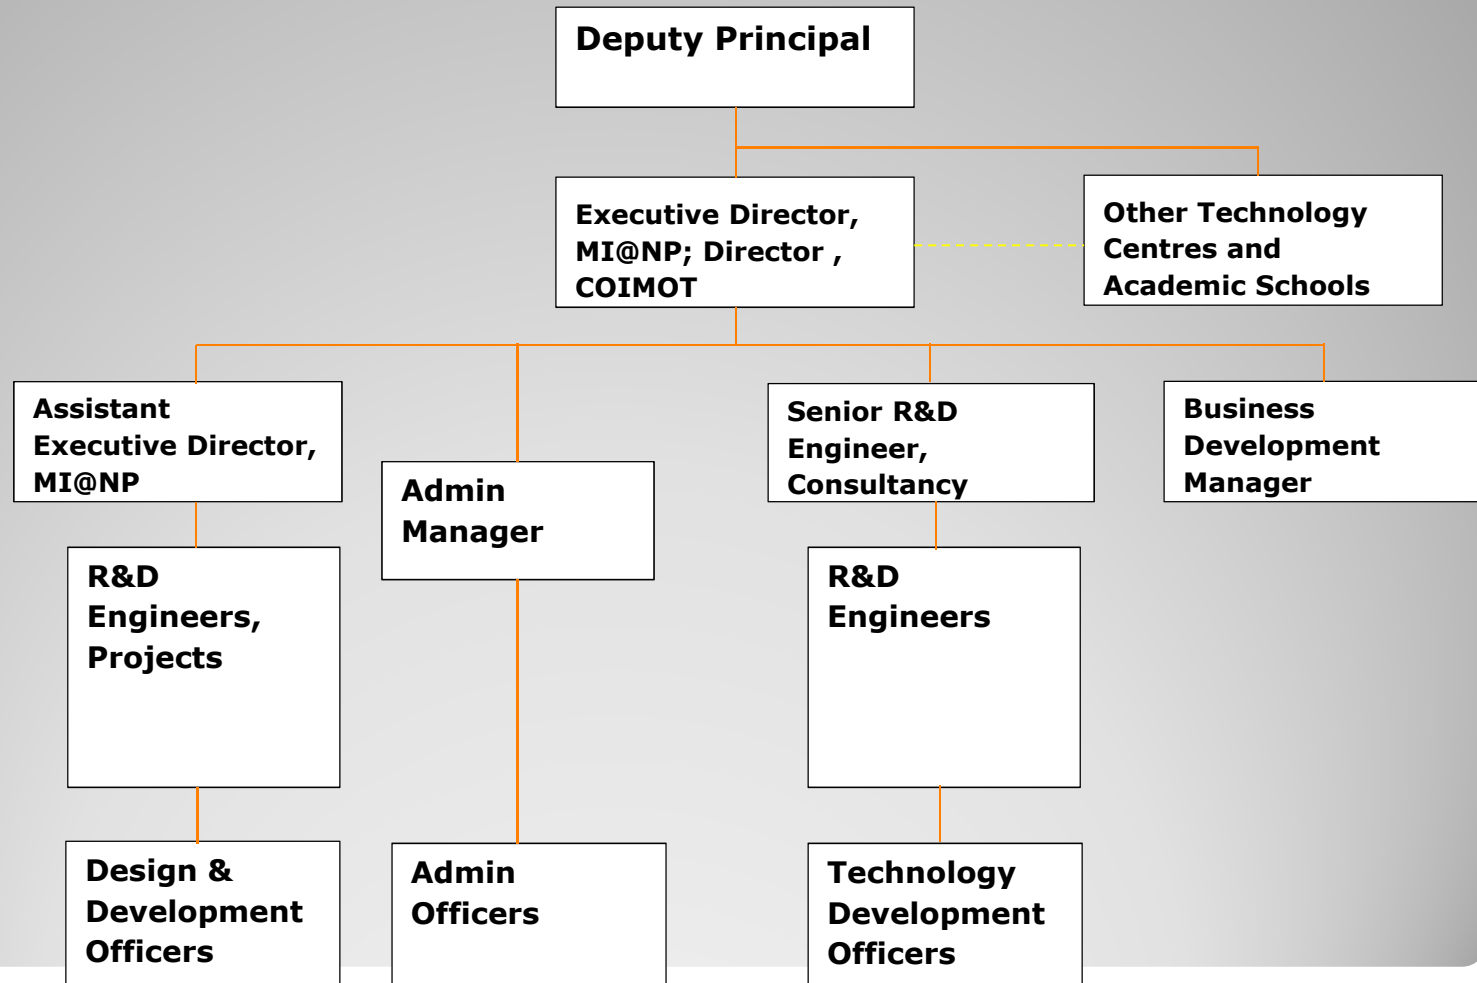 Deputy Principal
Executive Director,
MI@NP; Director ,
COIMOT
Other Technology
Centres and
Academic Schools
Assistant
Executive Director,
MI@NP
Admin
Manager
Senior R&D
Engineer,
Consultancy
Business
Development
Manager
R&D
Engineers,
Projects
R&D
Engineers
Design &
Development
Officers
Admin
Officers
Technology
Development
Officers